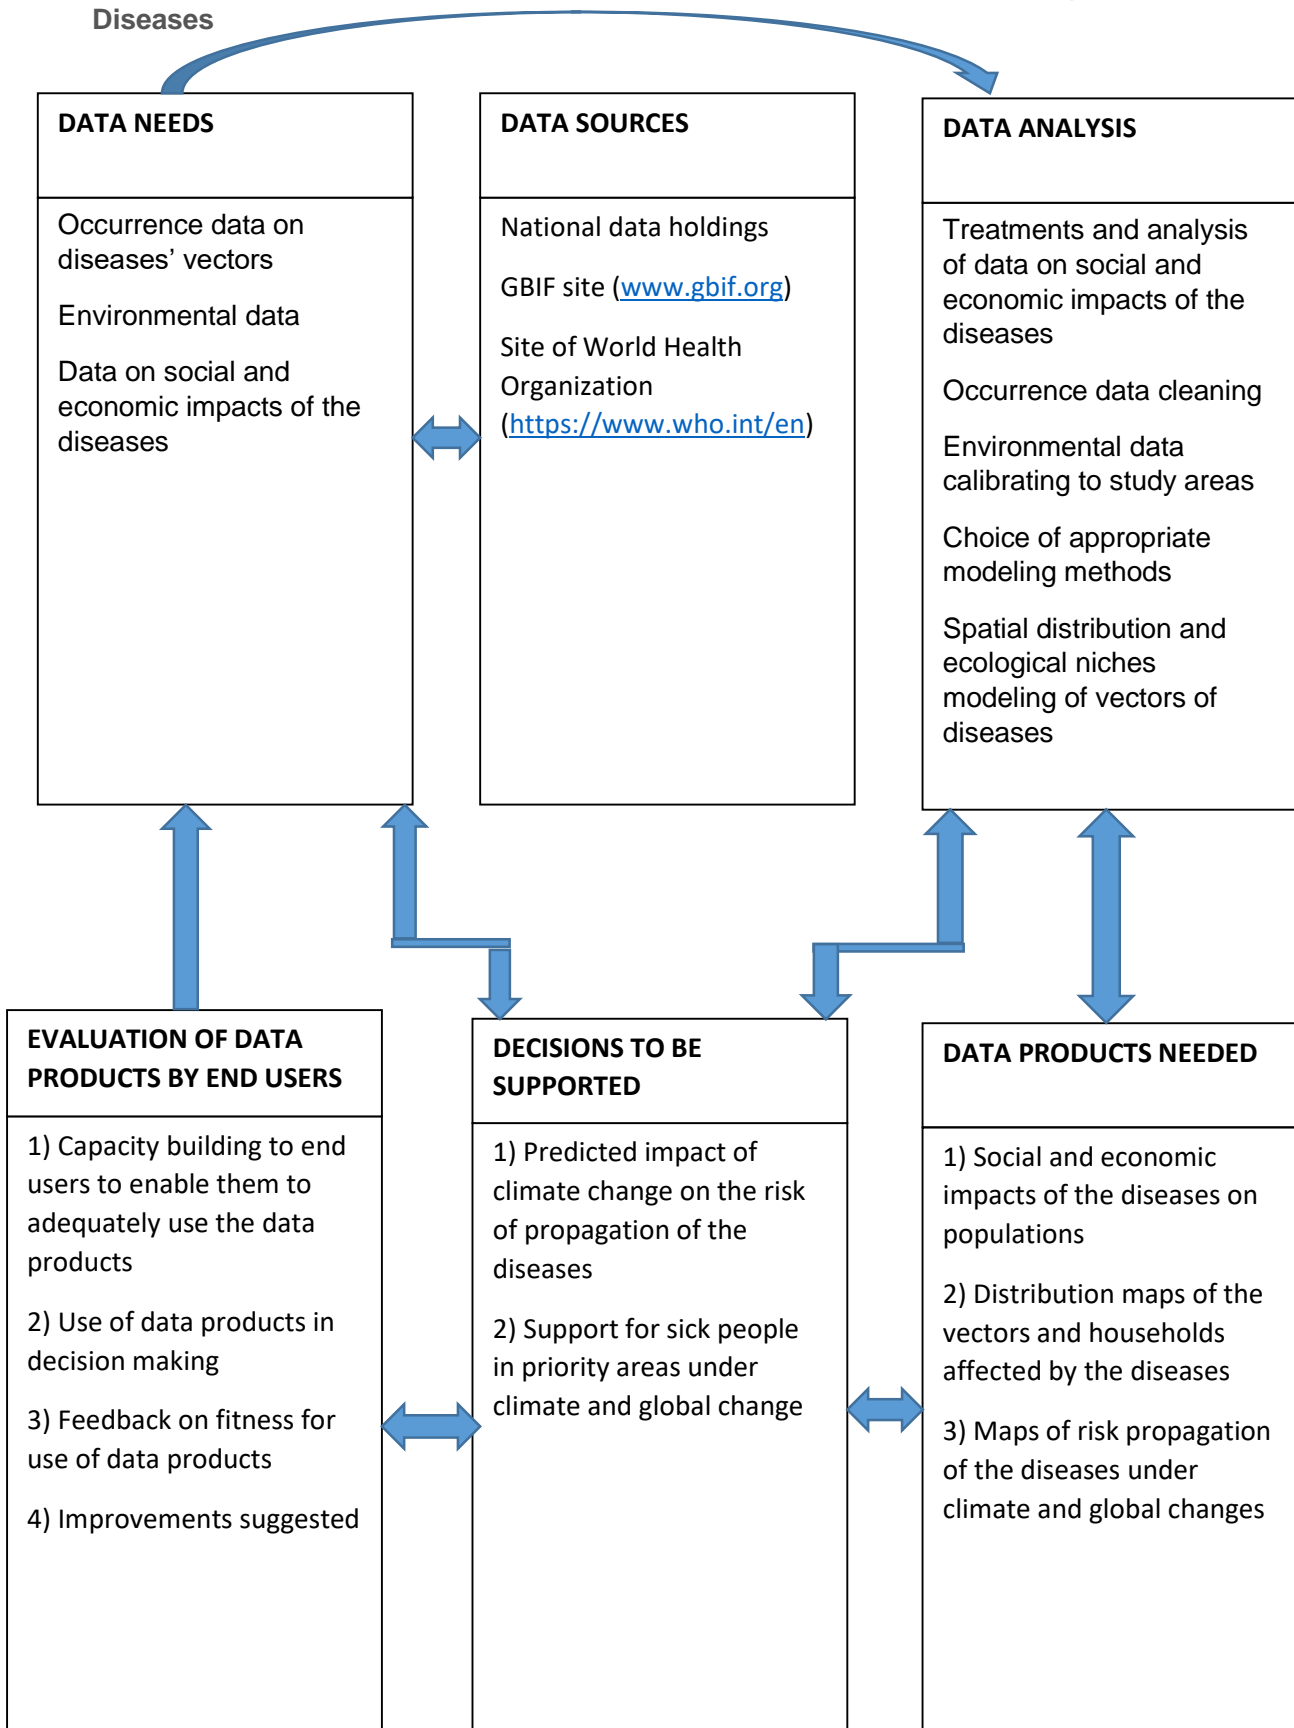 Diseases
DATA NEEDS
Occurrence data on
diseases’ vectors
Environmental data
Data on social and
economic impacts of the
diseases
DATA SOURCES
National data holdings
GBIF site (www.gbif.org)
Site of World Health
Organization
(https://www.who.int/en)
DATA ANALYSIS
Treatments and analysis
of data on social and
economic impacts of the
diseases
Occurrence data cleaning
Environmental data
calibrating to study areas
Choice of appropriate
modeling methods
Spatial distribution and
ecological niches
modeling of vectors of
diseases
EVALUATION OF DATA
PRODUCTS BY END USERS
1) Capacity building to end
users to enable them to
adequately use the data
products
2) Use of data products in
decision making
3) Feedback on fitness for
use of data products
4) Improvements suggested
DECISIONS TO BE
SUPPORTED
1) Predicted impact of
climate change on the risk
of propagation of the
diseases
2) Support for sick people
in priority areas under
climate and global change
DATA PRODUCTS NEEDED
1) Social and economic
impacts of the diseases on
populations
2) Distribution maps of the
vectors and households
affected by the diseases
3) Maps of risk propagation
of the diseases under
climate and global changes